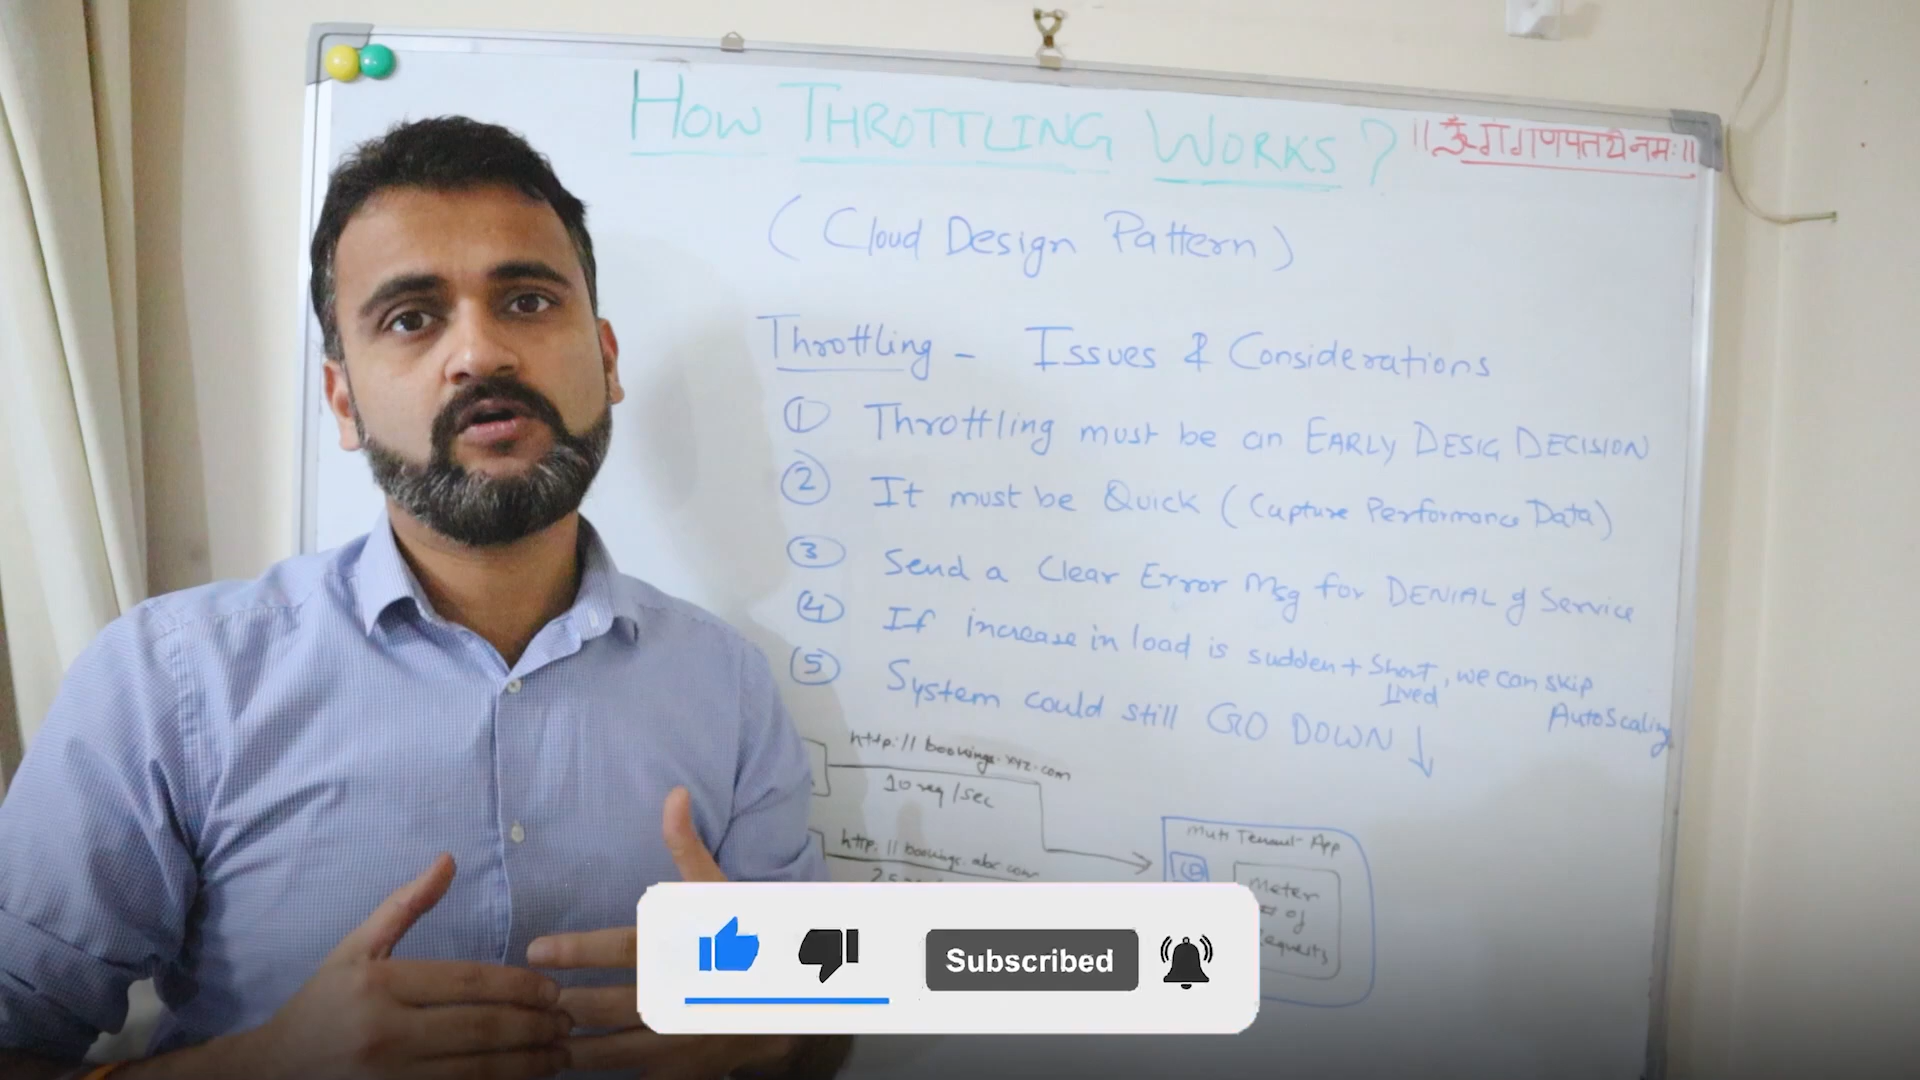 HOW THROTTLING WORKS ?
।। ॐ गं गणपतये नमः ।।
( Cloud Design Pattern )
Throttling - Issues & Considerations
① Throttling must be an EARLY DESIG DECISION
② It must be Quick ( Capture Performance Data)
③ Send a Clear Error Msg for DENIAL of Service
④ If increase in load is sudden + Short Lived, we can skip AutoScaling
⑤ System could still GO DOWN ↓
http://bookings.xyz.com
10 req/sec
http://bookings.abc.com
Multi Tenant App
Meter
# of
Requests
Subscribed